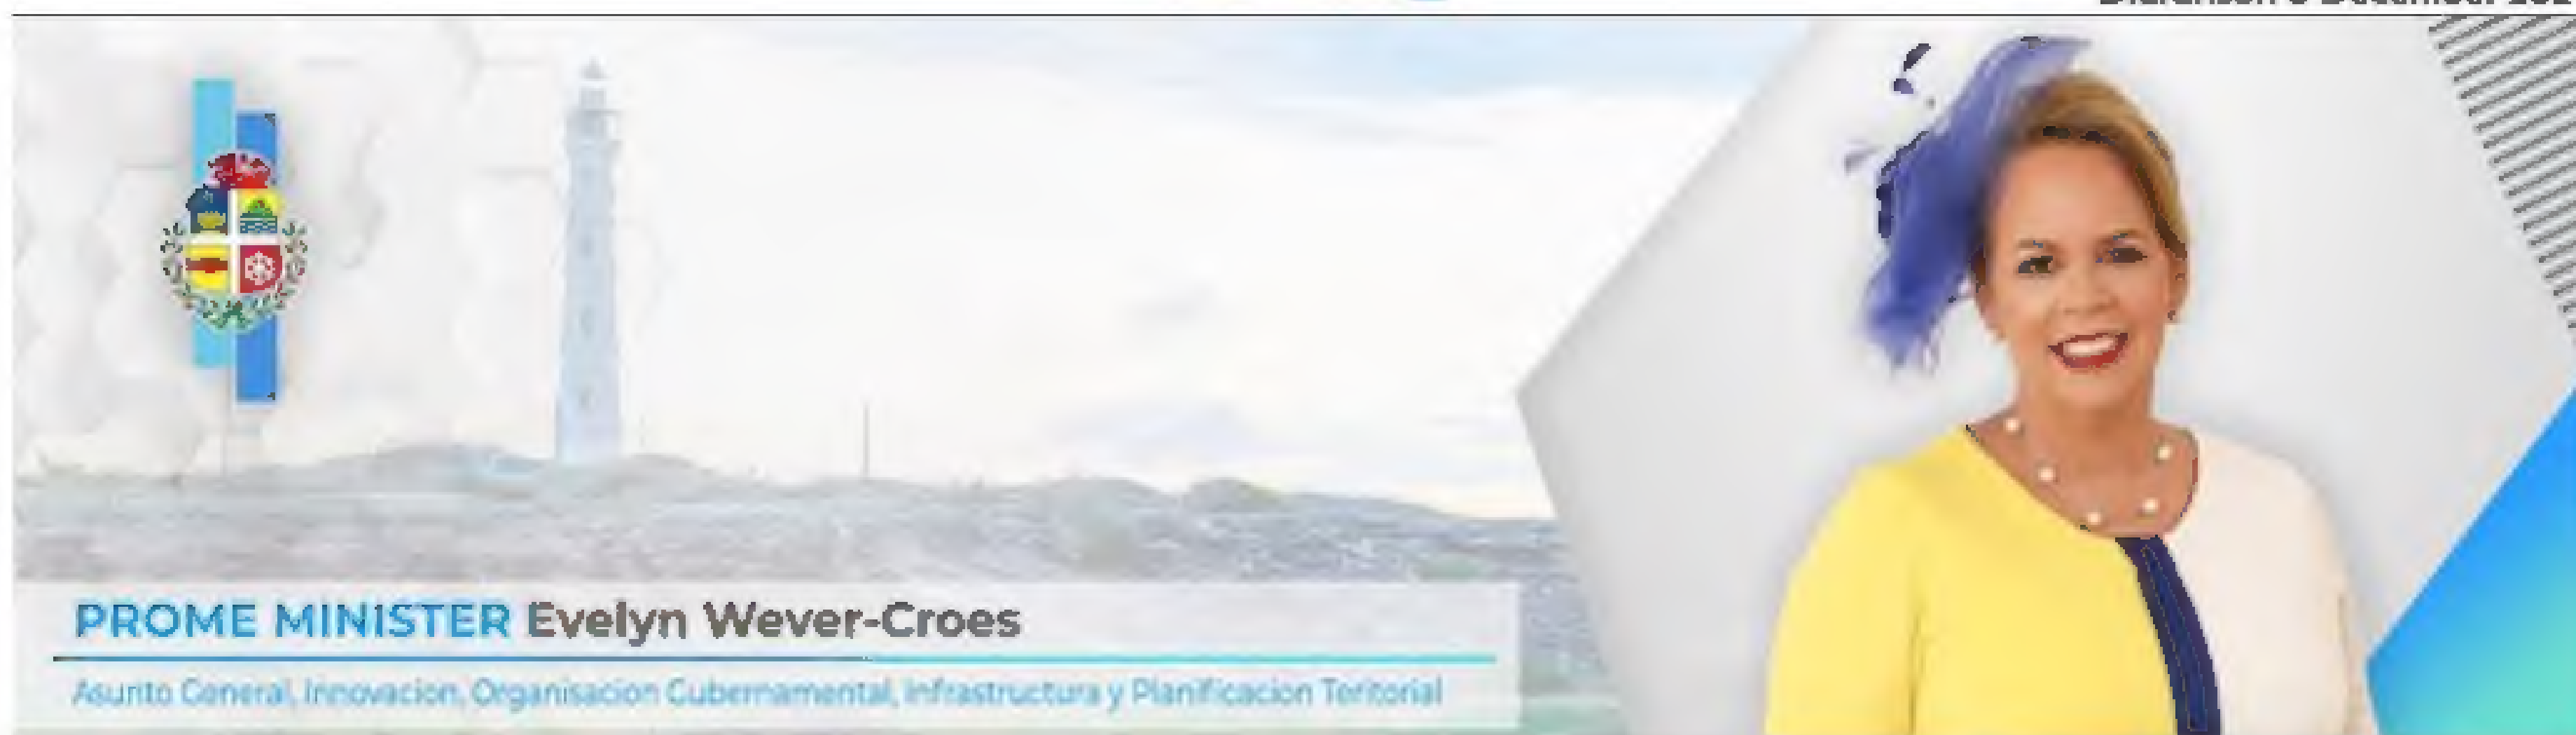 PROME MINISTER Evelyn Wever-Croes
Asunto General, Innovacion, Organisacion Gubernamental, Infrastructura y Planificacion Teritorial